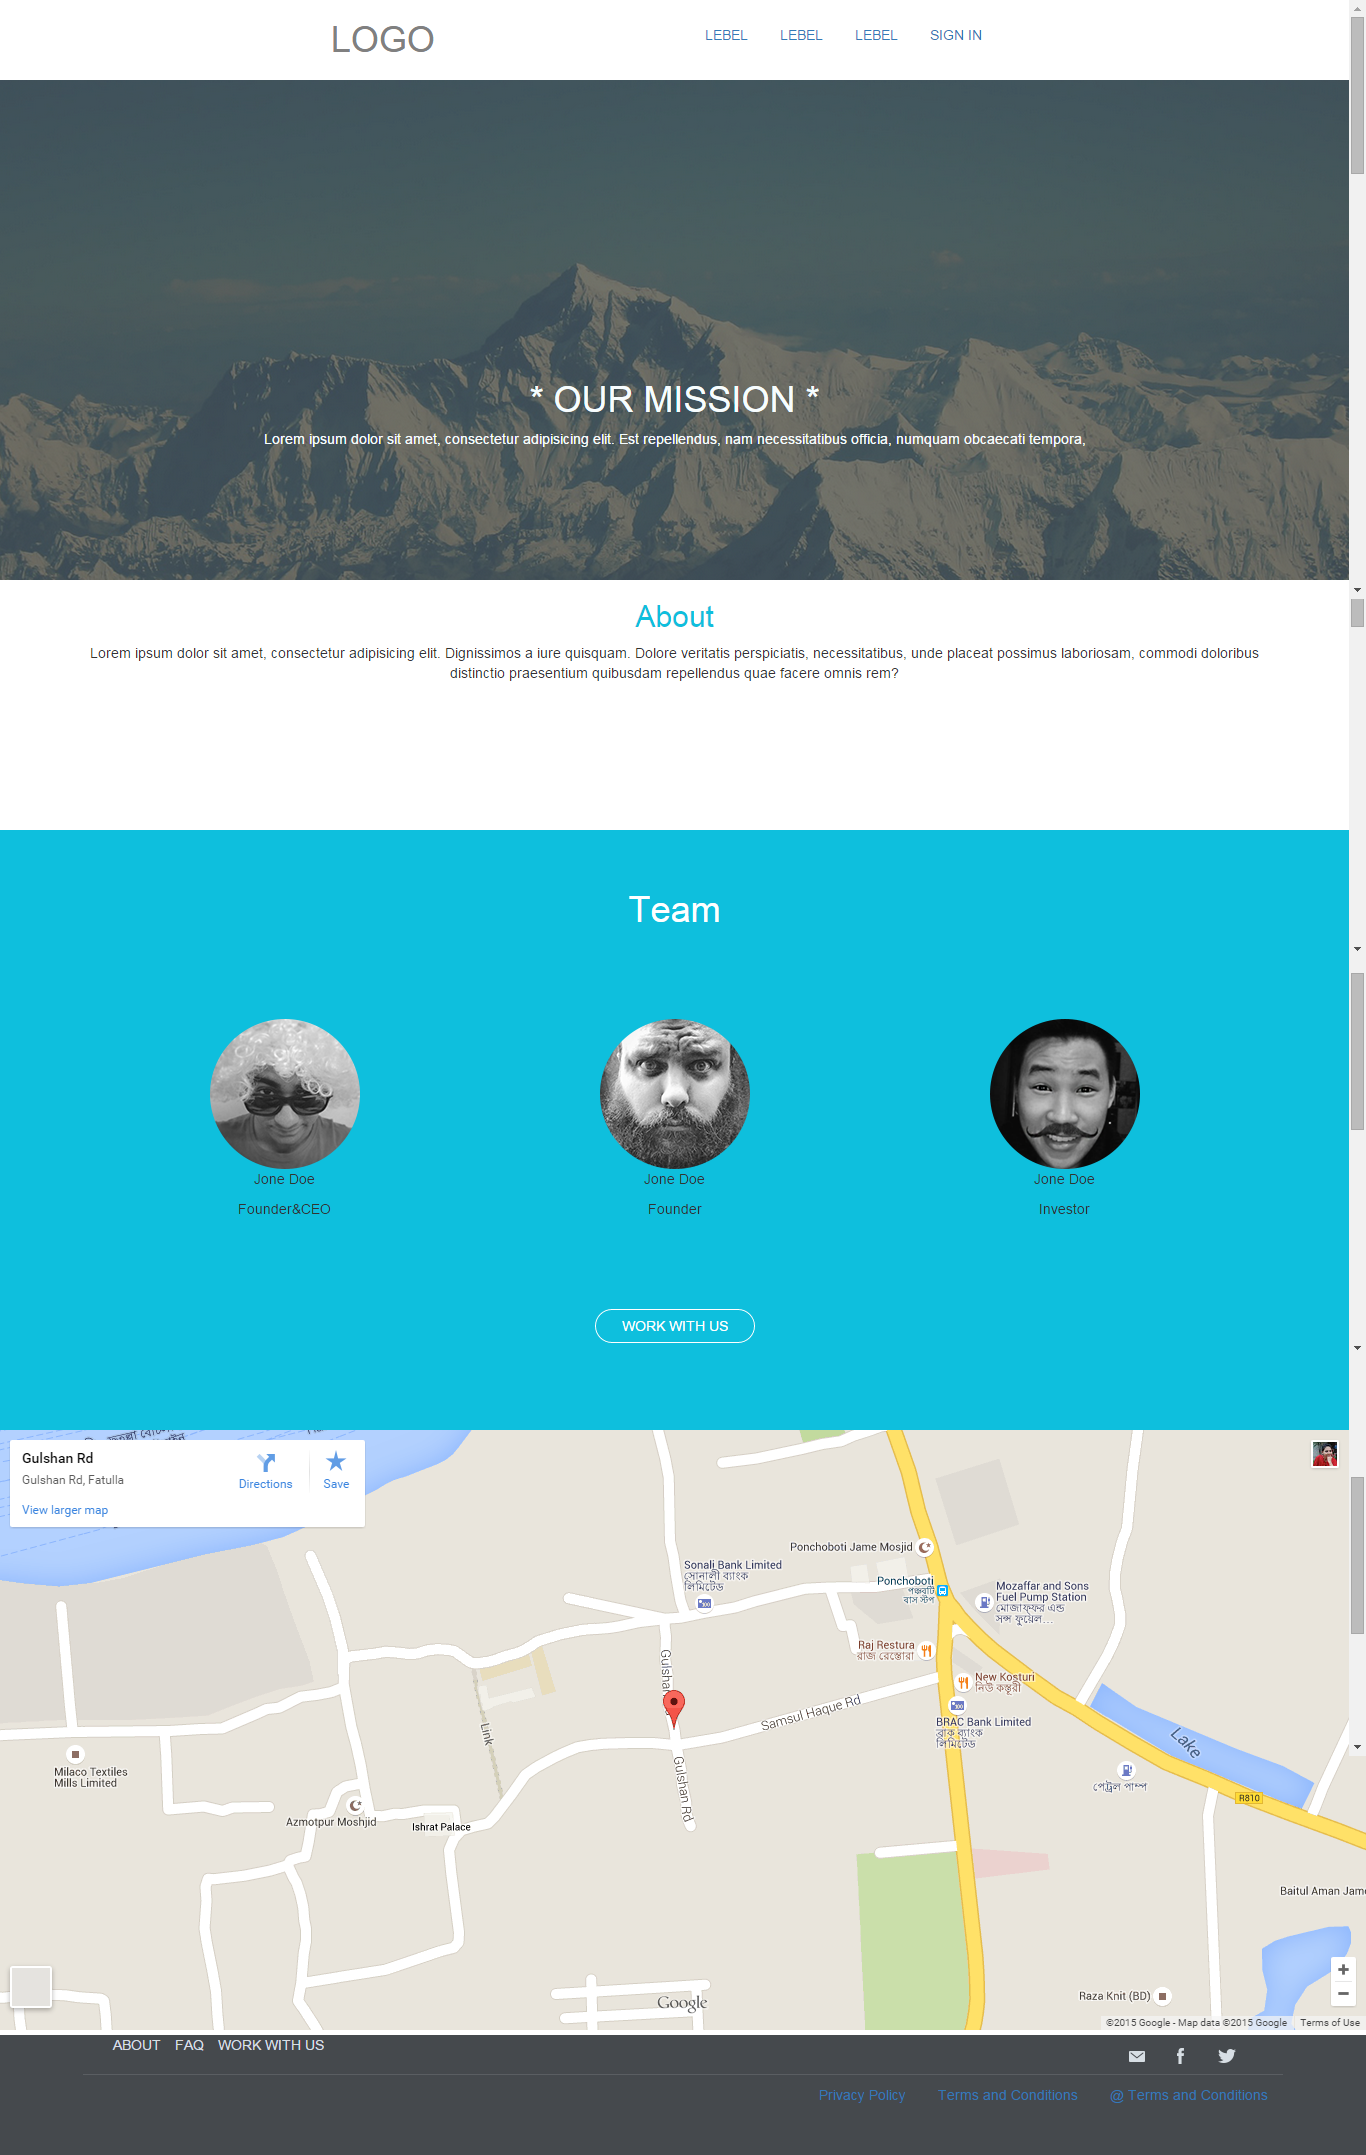 LOGO
LEBEL LEBEL LEBEL SIGN IN
* OUR MISSION *
Lorem ipsum dolor sit amet, consectetur adipisicing elit. Est repellendus, nam necessitatibus officia, numquam obcaecati tempora,
About
Lorem ipsum dolor sit amet, consectetur adipisicing elit. Dignissimos a iure quisquam. Dolore veritatis perspiciatis, necessitatibus, unde placeat possimus laboriosam, commodi doloribus
distinctio praesentium quibusdam repellendus quae facere omnis rem?
Team
Jone Doe
Founder&CEO
Jone Doe
Founder
Jone Doe
Investor
WORK WITH US
Gulshan Rd
Gulshan Rd, Fatulla
View larger map
Directions
Save
Ponchoboti Jame Mosjid
Sonali Bank Limited
সোনালী ব্যাংক
লিমিটেড
Ponchoboti
পঞ্চবটি
বাস স্টপ
Mozaffar and Sons
Fuel Pump Station
মোজাফ্ফর এন্ড
সন্স ফুয়েল...
Raj Restura
রাজ রেস্তোরা
New Kosturi
নিউ কস্তুরী
Samsul Haque Rd
BRAC Bank Limited
ব্রাক ব্যাংক
লিমিটেড
Link
Gulshan Rd
Lake
Milaco Textiles
Mills Limited
পেট্রল পাম্প
R810
Azmotpur Moshjid
Ishrat Palace
Baitul Aman Jame
Raza Knit (BD)
Google
©2015 Google - Map data ©2015 Google
Terms of Use
ABOUT FAQ WORK WITH US
Privacy Policy Terms and Conditions @ Terms and Conditions